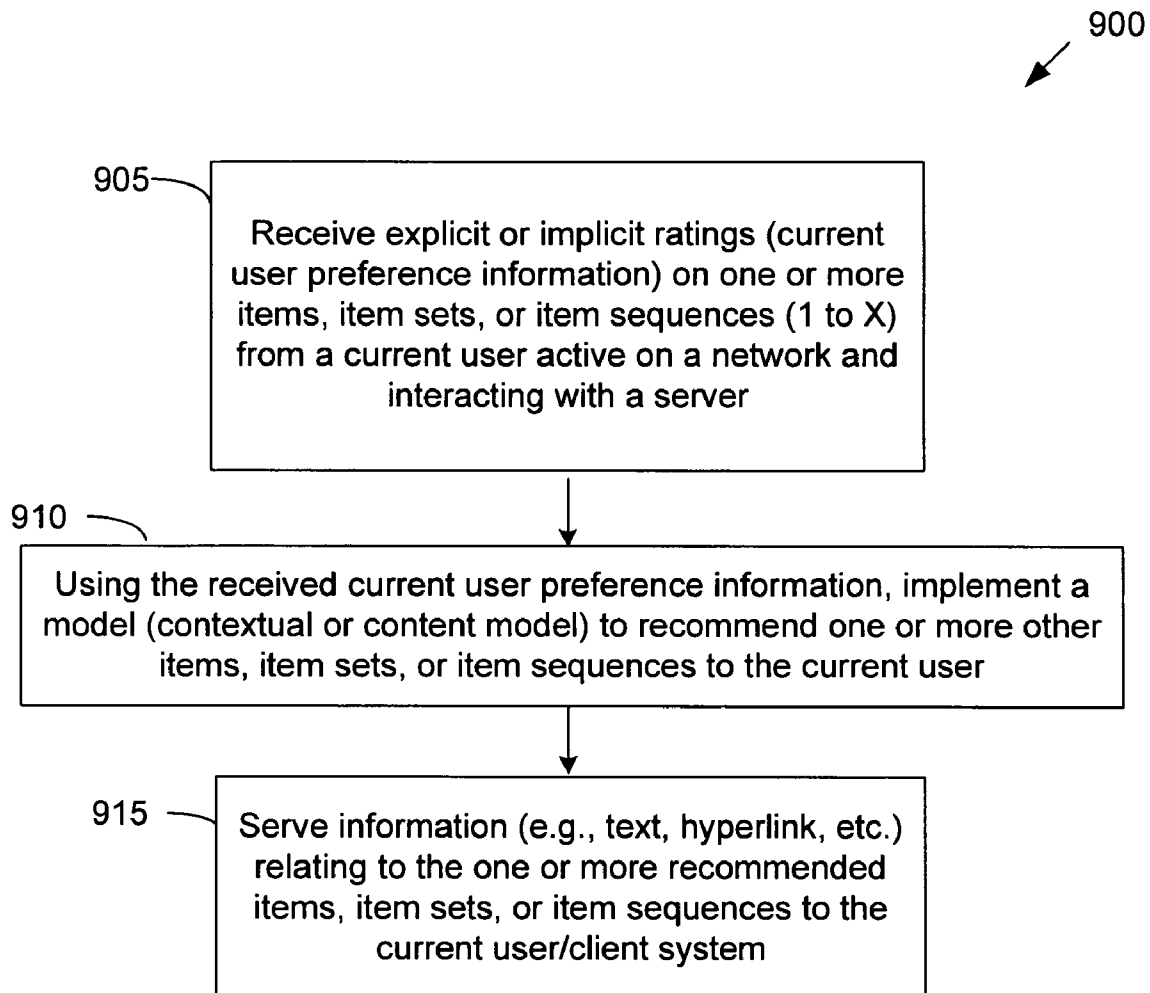 900
905
Receive explicit or implicit ratings (current
user preference information) on one or more
items, item sets, or item sequences (1 to X)
from a current user active on a network and
interacting with a server
910
Using the received current user preference information, implement a
model (contextual or content model) to recommend one or more other
items, item sets, or item sequences to the current user
915
Serve information (e.g., text, hyperlink, etc.)
relating to the one or more recommended
items, item sets, or item sequences to the
current user/client system